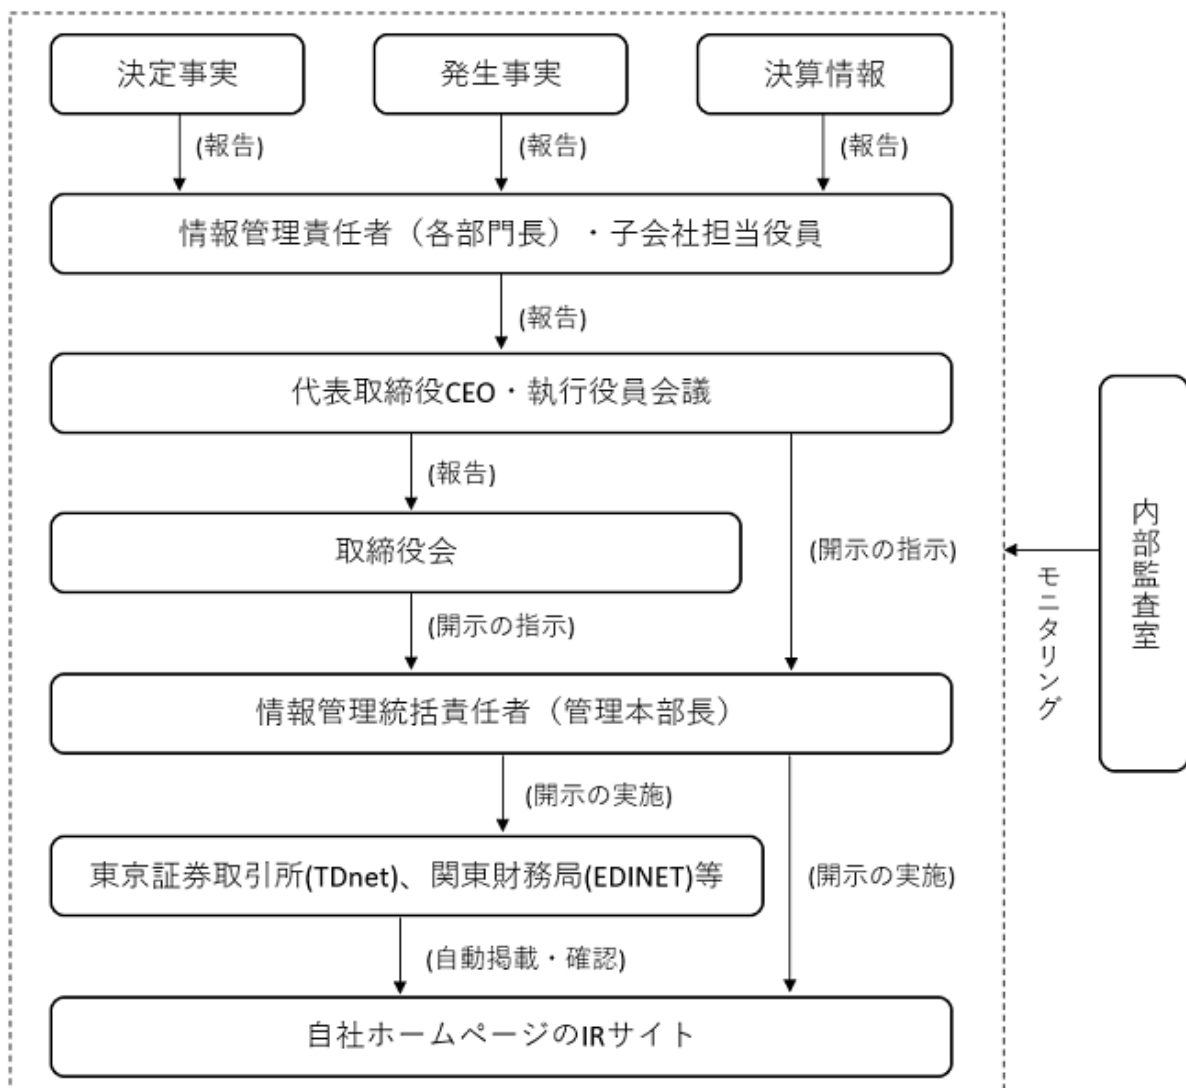 決定事実
発生事実
決算情報
(報告)
(報告)
(報告)
情報管理責任者（各部門長）・子会社担当役員
(報告)
代表取締役CEO・執行役員会議
(報告)
取締役会
(開示の指示)
(開示の指示)
情報管理統括責任者（管理本部長）
(開示の実施)
東京証券取引所(TDnet)、関東財務局(EDINET)等
(開示の実施)
(自動掲載・確認)
自社ホームページのIRサイト
モニタリング
内部監査室